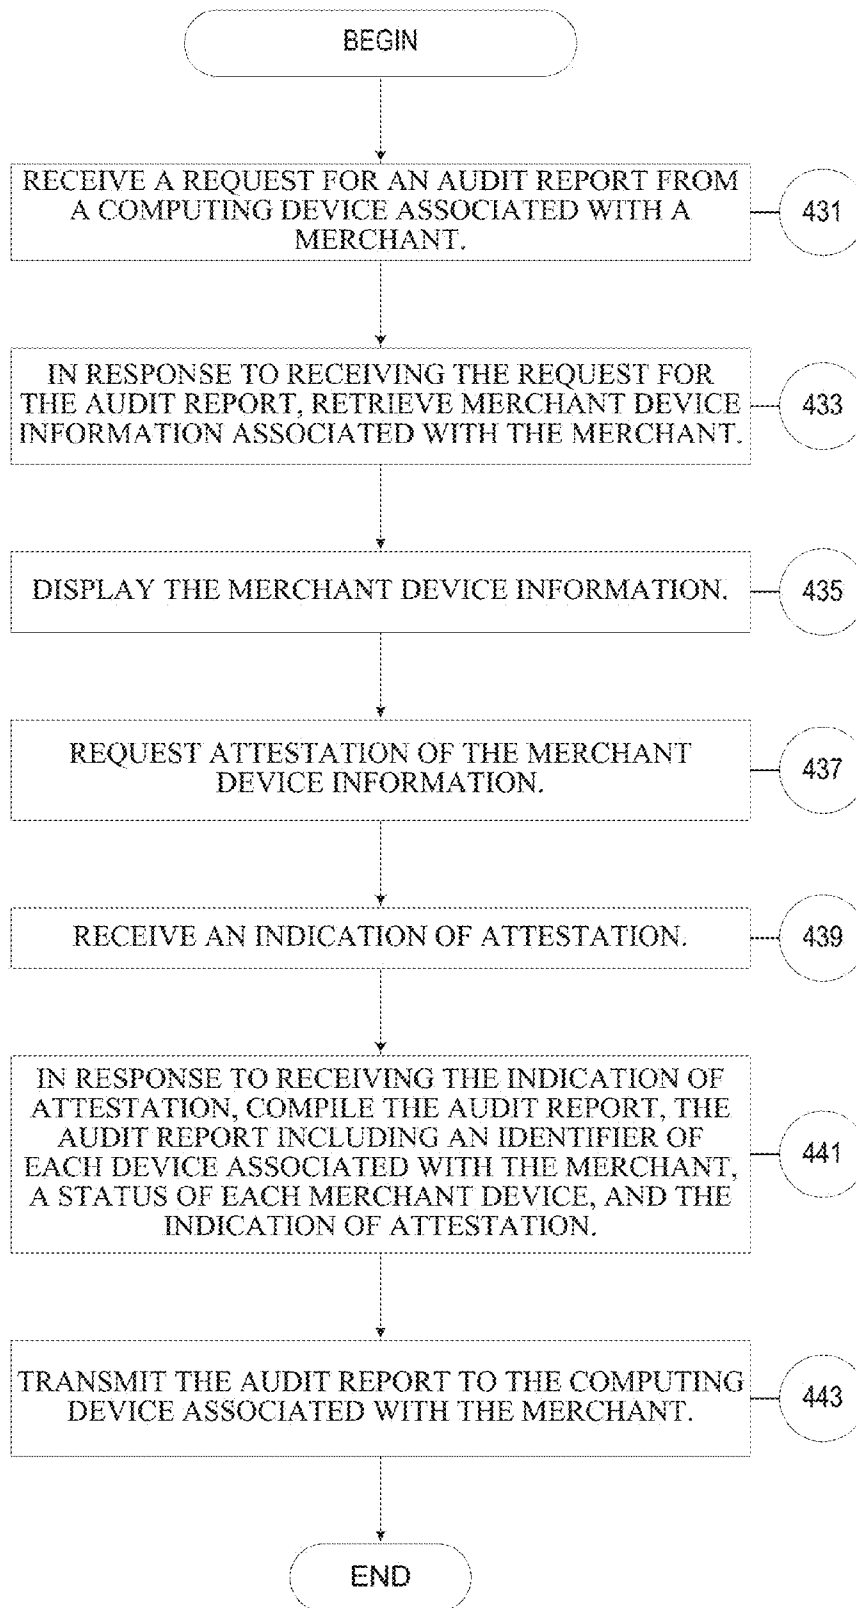 BEGIN
RECEIVE A REQUEST FOR AN AUDIT REPORT FROM
A COMPUTING DEVICE ASSOCIATED WITH A
MERCHANT.
431
IN RESPONSE TO RECEIVING THE REQUEST FOR
THE AUDIT REPORT, RETRIEVE MERCHANT DEVICE
INFORMATION ASSOCIATED WITH THE MERCHANT.
433
DISPLAY THE MERCHANT DEVICE INFORMATION.
435
REQUEST ATTESTATION OF THE MERCHANT
DEVICE INFORMATION.
437
RECEIVE AN INDICATION OF ATTESTATION.
439
IN RESPONSE TO RECEIVING THE INDICATION OF
ATTESTATION, COMPILE THE AUDIT REPORT, THE
AUDIT REPORT INCLUDING AN IDENTIFIER OF
EACH DEVICE ASSOCIATED WITH THE MERCHANT,
A STATUS OF EACH MERCHANT DEVICE, AND THE
INDICATION OF ATTESTATION.
441
TRANSMIT THE AUDIT REPORT TO THE COMPUTING
DEVICE ASSOCIATED WITH THE MERCHANT.
443
END